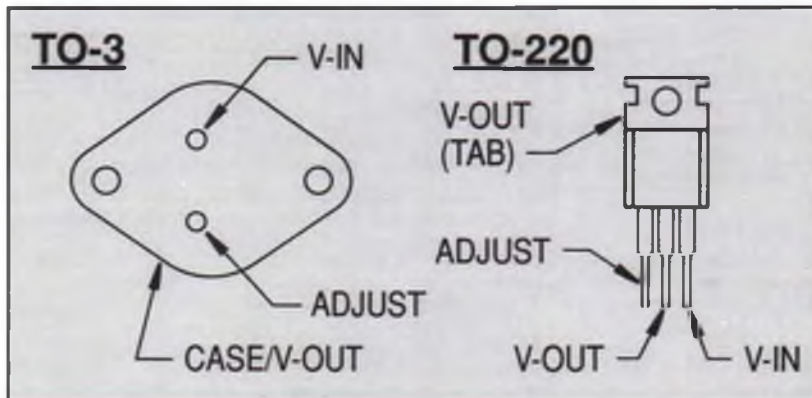 TO-3
V-IN
ADJUST
CASE/V-OUT
TO-220
V-OUT
(TAB)
ADJUST
V-OUT
V-IN